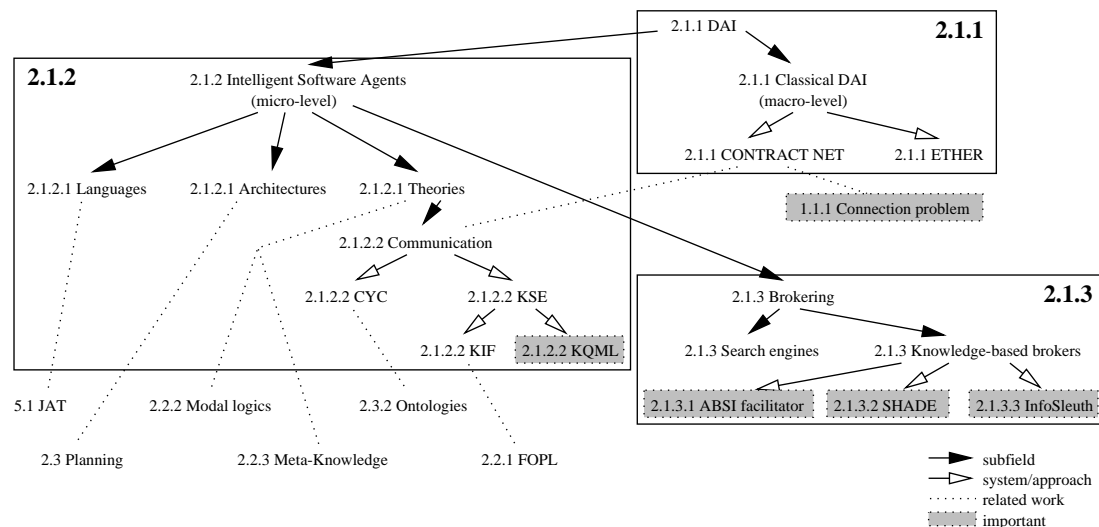 2.1.1 DAI
2.1.1
2.1.2
2.1.2 Intelligent Software Agents
(micro-level)
2.1.1 Classical DAI
(macro-level)
2.1.1 CONTRACT NET
2.1.1 ETHER
2.1.2.1 Languages
2.1.2.1 Architectures
2.1.2.1 Theories
1.1.1 Connection problem
2.1.2.2 Communication
2.1.2.2 CYC
2.1.2.2 KSE
2.1.3 Brokering
2.1.3
2.1.2.2 KIF
2.1.2.2 KQML
2.1.3 Search engines
2.1.3 Knowledge-based brokers
5.1 JAT
2.2.2 Modal logics
2.3.2 Ontologies
2.1.3.1 ABSI facilitator
2.1.3.2 SHADE
2.1.3.3 InfoSleuth
2.3 Planning
2.2.3 Meta-Knowledge
2.2.1 FOPL
subfield
system/approach
related work
important